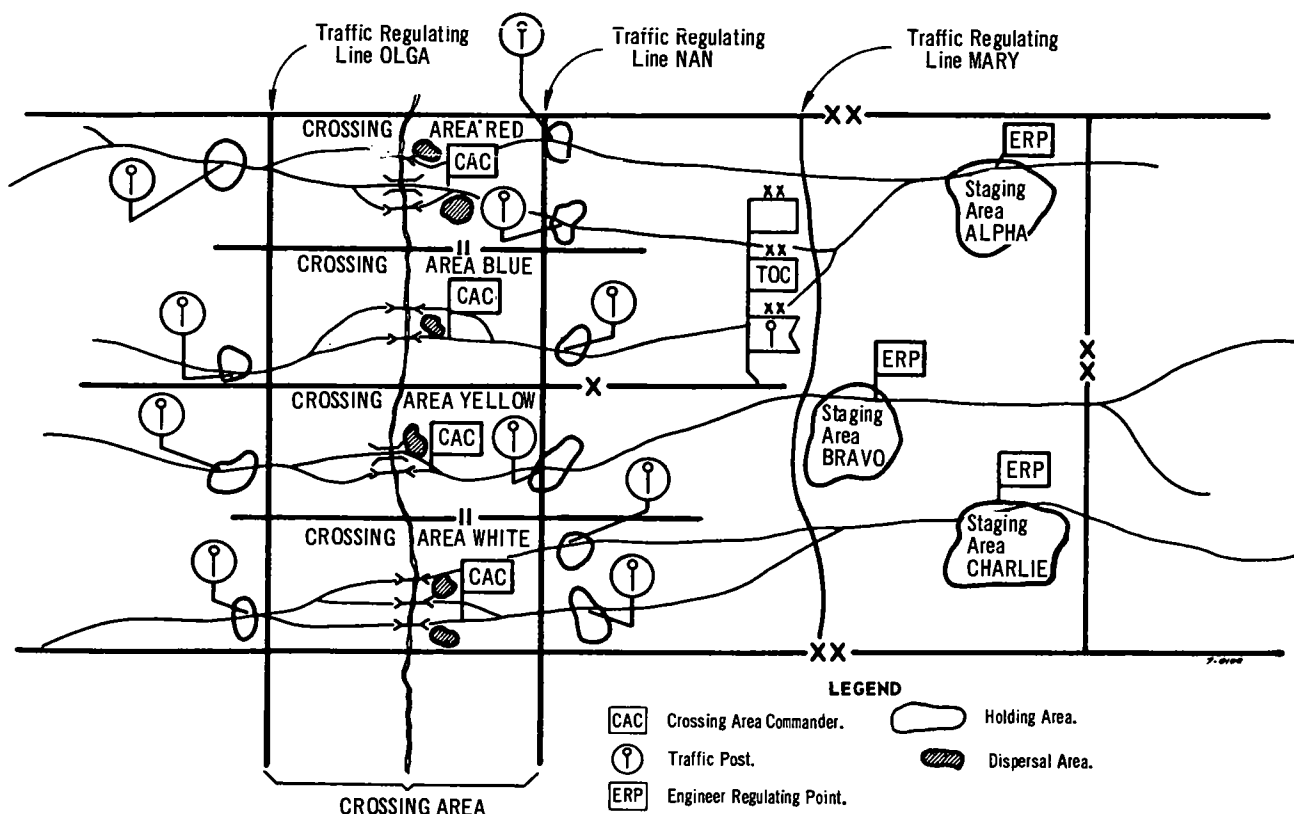 Traffic Regulating
Line OLGA
Traffic Regulating
Line NAN
Traffic Regulating
Line MARY
XX
CROSSING AREA RED
CAC
ERP
Staging
Area
ALPHA
XX
II
XX
CROSSING AREA BLUE
CAC
TOC
XX
X
X
ERP
X
CROSSING AREA YELLOW
CAC
Staging
Area
BRAVO
ERP
II
CROSSING AREA WHITE
CAC
Staging
Area
CHARLIE
XX
LEGEND
CAC Crossing Area Commander.
Holding Area.
Traffic Post.
Dispersal Area.
ERP Engineer Regulating Point.
CROSSING AREA